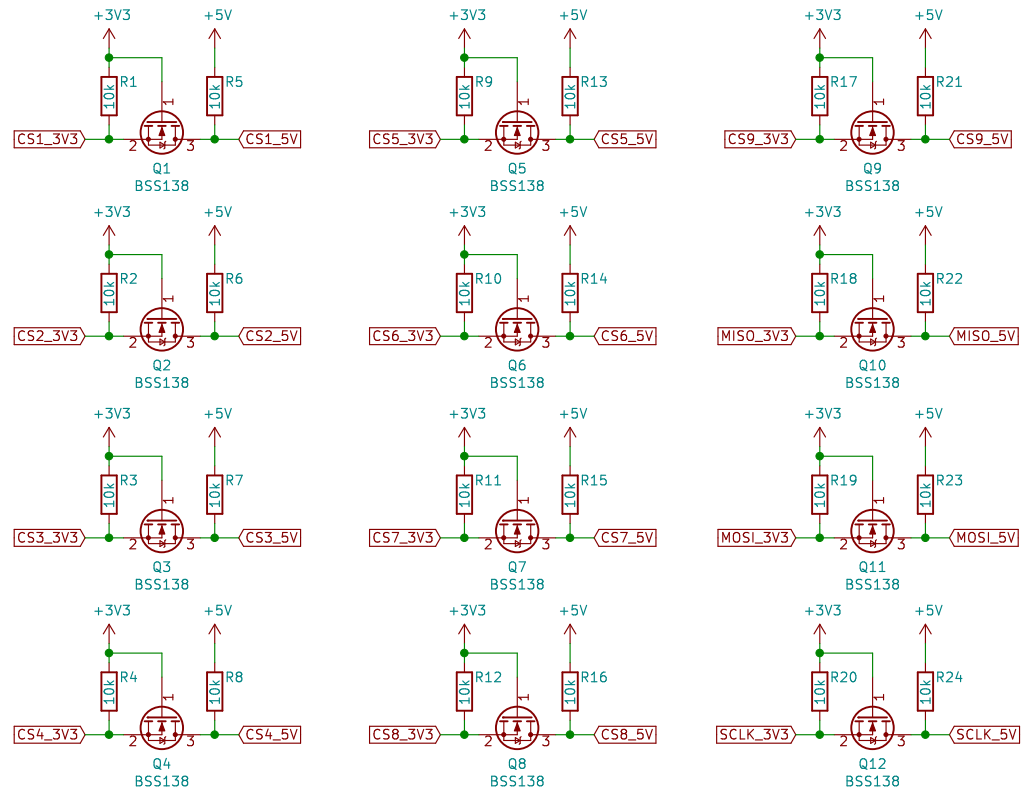 +3V3 +5V +3V3 +5V +3V3 +5V
R1 R5 R9 R13 R17 R21
10k 10k 10k 10k 10k 10k
1 1 1
CS1_3V3 CS1_5V CS5_3V3 CS5_5V CS9_3V3 CS9_5V
2 3 2 3 2 3
Q1 Q5 Q9
BSS138 BSS138 BSS138
+3V3 +5V +3V3 +5V +3V3 +5V
R2 R6 R10 R14 R18 R22
10k 10k 10k 10k 10k 10k
1 1 1
CS2_3V3 CS2_5V CS6_3V3 CS6_5V MISO_3V3 MISO_5V
2 3 2 3 2 3
Q2 Q6 Q10
BSS138 BSS138 BSS138
+3V3 +5V +3V3 +5V +3V3 +5V
R3 R7 R11 R15 R19 R23
10k 10k 10k 10k 10k 10k
1 1 1
CS3_3V3 CS3_5V CS7_3V3 CS7_5V MOSI_3V3 MOSI_5V
2 3 2 3 2 3
Q3 Q7 Q11
BSS138 BSS138 BSS138
+3V3 +5V +3V3 +5V +3V3 +5V
R4 R8 R12 R16 R20 R24
10k 10k 10k 10k 10k 10k
1 1 1
CS4_3V3 CS4_5V CS8_3V3 CS8_5V SCLK_3V3 SCLK_5V
2 3 2 3 2 3
Q4 Q8 Q12
BSS138 BSS138 BSS138